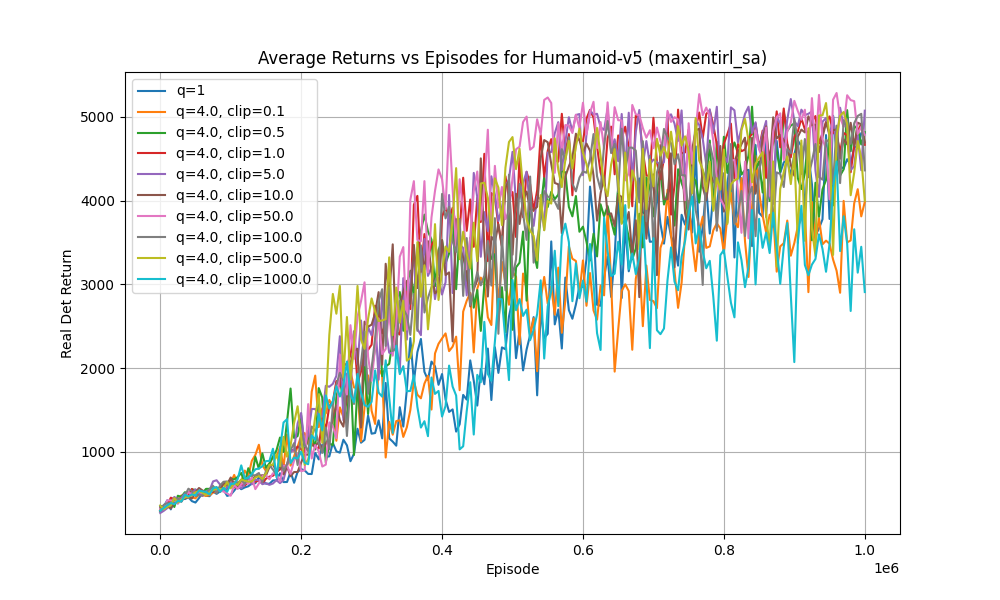 Average Returns vs Episodes for Humanoid-v5 (maxentirl_sa)
q=1
q=4.0, clip=0.1
q=4.0, clip=0.5
q=4.0, clip=1.0
q=4.0, clip=5.0
q=4.0, clip=10.0
q=4.0, clip=50.0
q=4.0, clip=100.0
q=4.0, clip=500.0
q=4.0, clip=1000.0
Real Det Return
5000
4000
3000
2000
1000
0.0 0.2 0.4 0.6 0.8 1.0
1e6
Episode